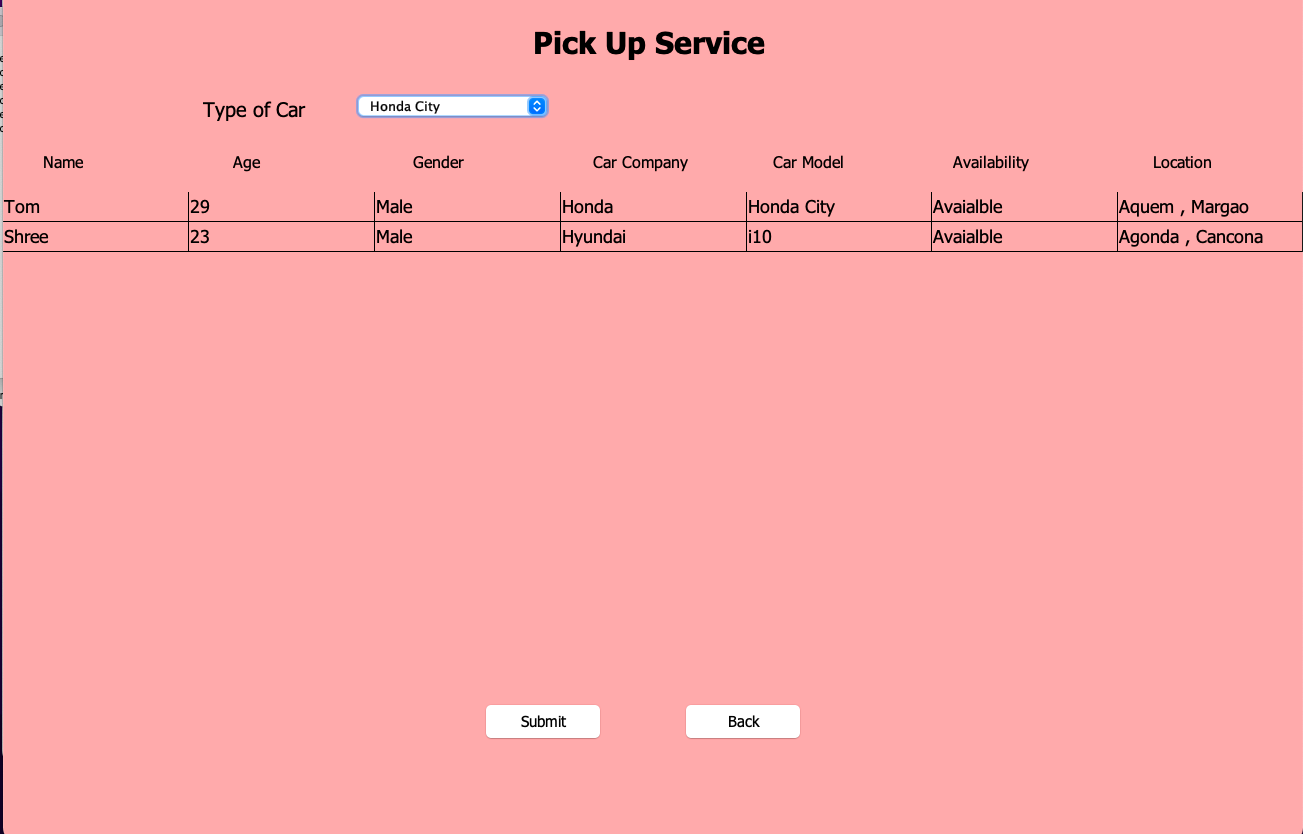 Pick Up Service
Type of Car Honda City
Name Age Gender Car Company Car Model Availability Location
Tom 29 Male Honda Honda City Avaialble Aquem , Margao
Shree 23 Male Hyundai i10 Avaialble Agonda , Cancona
Submit Back